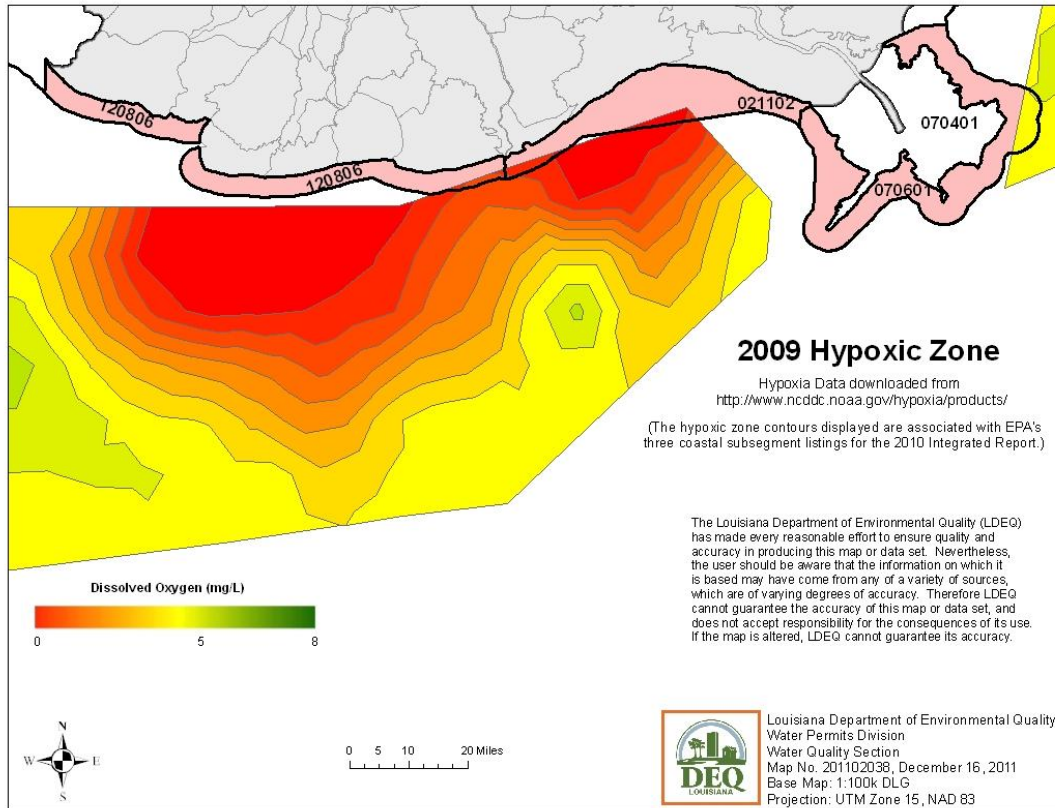 120806
021102
070401
120806
070601
2009 Hypoxic Zone
Hypoxia Data downloaded from
http://www.ncddc.noaa.gov/hypoxia/products/
(The hypoxic zone contours displayed are associated with EPA's
three coastal subsegment listings for the 2010 Integrated Report.)
The Louisiana Department of Environmental Quality (LDEQ)
has made every reasonable effort to ensure quality and
accuracy in producing this map or data set. Nevertheless,
the user should be aware that the information on which it
is based may have come from any of a variety of sources,
which are of varying degrees of accuracy. Therefore LDEQ
cannot guarantee the accuracy of this map or data set, and
does not accept responsibility for the consequences of its use.
If the map is altered, LDEQ cannot guarantee its accuracy.
Dissolved Oxygen (mg/L)
0 5 8
N
W E
S
0 5 10 20 Miles
DEQ
LOUISIANA
Louisiana Department of Environmental Quality
Water Permits Division
Water Quality Section
Map No. 201102038, December 16, 2011
Base Map: 1:100k DLG
Projection: UTM Zone 15, NAD 83